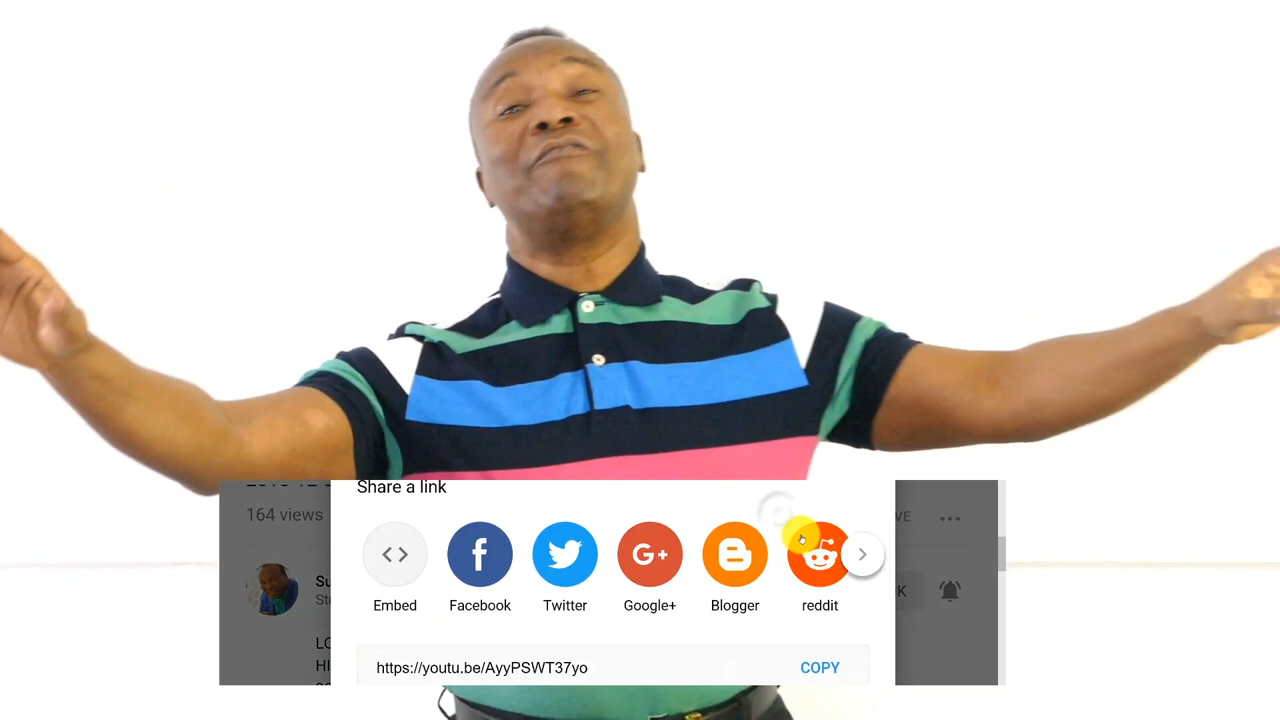 Share a link
164 views
Embed
Facebook
Twitter
Google+
Blogger
reddit
https://youtu.be/AyyPSWT37yo
COPY